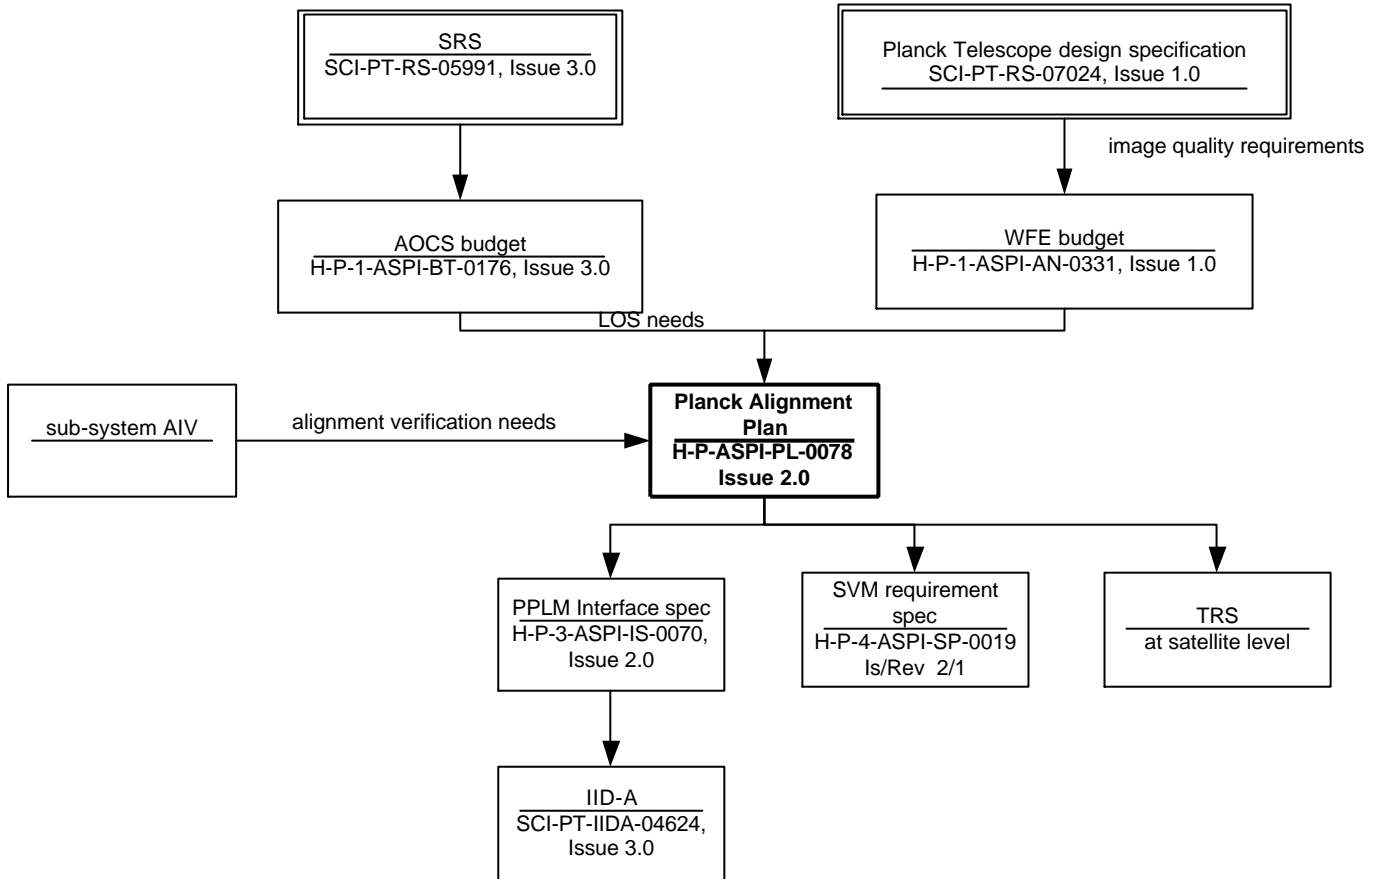 SRS
SCI-PT-RS-05991, Issue 3.0
Planck Telescope design specification
SCI-PT-RS-07024, Issue 1.0
image quality requirements
AOCS budget
H-P-1-ASPI-BT-0176, Issue 3.0
WFE budget
H-P-1-ASPI-AN-0331, Issue 1.0
LOS needs
sub-system AIV
alignment verification needs
Planck Alignment
Plan
H-P-ASPI-PL-0078
Issue 2.0
PPLM Interface spec
H-P-3-ASPI-IS-0070,
Issue 2.0
SVM requirement
spec
H-P-4-ASPI-SP-0019
Is/Rev 2/1
TRS
at satellite level
IID-A
SCI-PT-IIDA-04624,
Issue 3.0